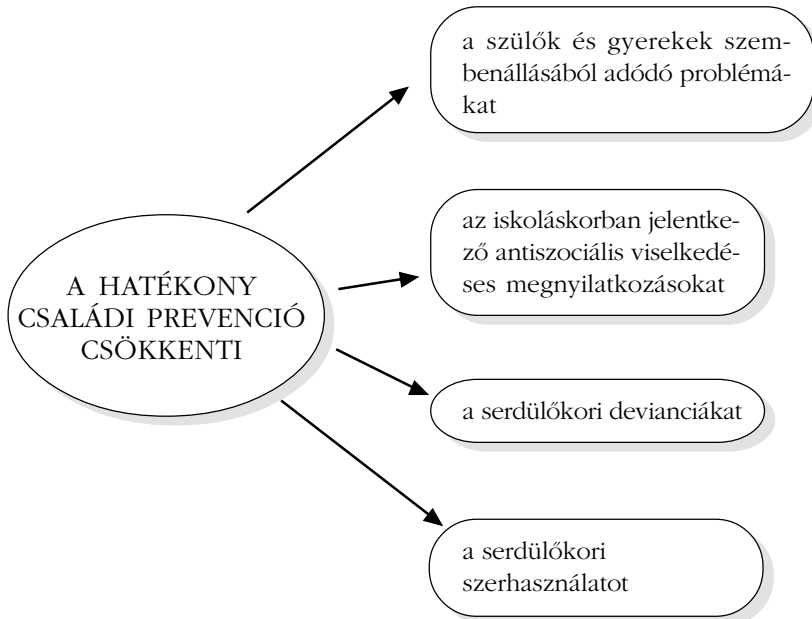 a szülők és gyerekek szem-
benállásából adódó problémá-
kat
az iskoláskorban jelentke-
ző antiszociális viselkedé-
ses megnyilatkozásokat
A HATÉKONY
CSALÁDI PREVENCIÓ
CSÖKKENTI
a serdülőkori devianciákat
a serdülőkori
szerhasználatot